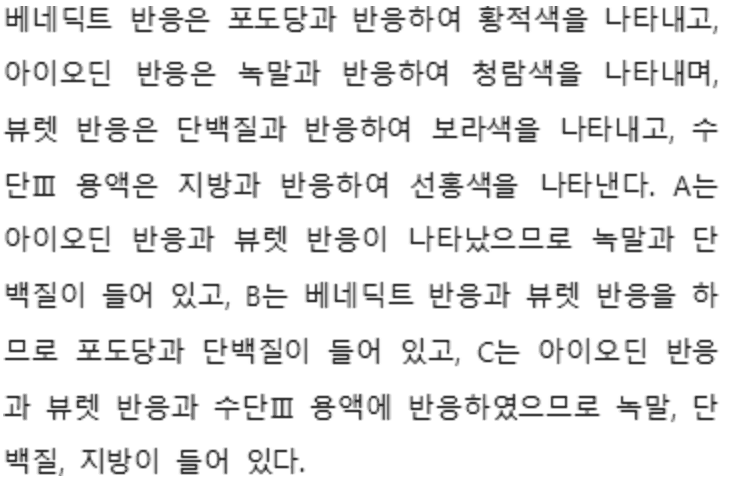 베네딕트 반응은 포도당과 반응하여 황적색을 나타내고,
아이오딘 반응은 녹말과 반응하여 청람색을 나타내며,
뷰렛 반응은 단백질과 반응하여 보라색을 나타내고, 수
단Ⅲ 용액은 지방과 반응하여 선홍색을 나타낸다. A는
아이오딘 반응과 뷰렛 반응이 나타났으므로 녹말과 단
백질이 들어 있고, B는 베네딕트 반응과 뷰렛 반응을 하
므로 포도당과 단백질이 들어 있고, C는 아이오딘 반응
과 뷰렛 반응과 수단Ⅲ 용액에 반응하였으므로 녹말, 단
백질, 지방이 들어 있다.